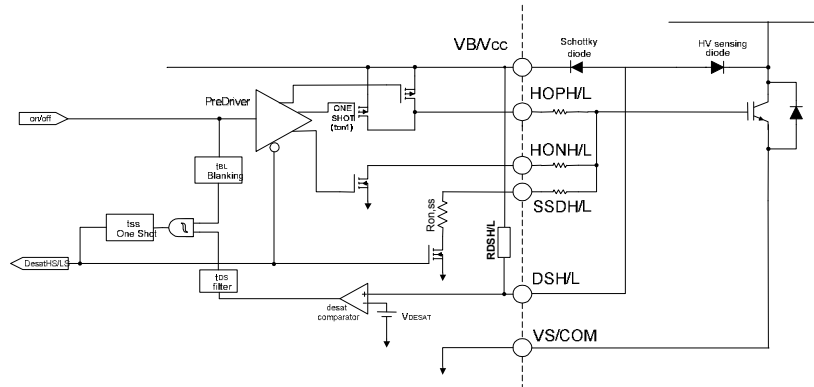 VB/VCC
Schottky
diode
HV sensing
diode
PreDriver
HOPH/L
ONE
SHOT
(ton1)
on/off
HONH/L
tBL
Blanking
SSDH/L
Ron,ss
tss
One Shot
RDSH/L
DesatHS/LS
tDS
filter
DSH/L
desat
comparator
VDESAT
VS/COM